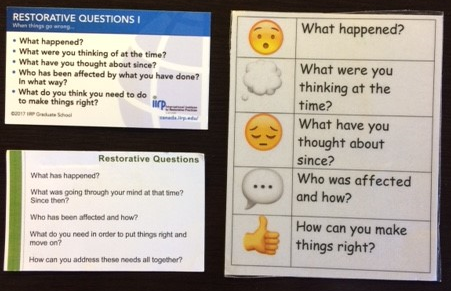 RESTORATIVE QUESTIONS I
When things go wrong...
• What happened?
• What were you thinking of at the time?
• What have you thought about since?
• Who has been affected by what you have done?
In what way?
• What do you think you need to do
to make things right?
iirp International Institute
for Restorative Practices
©2017 IIRP Graduate School
canada.iirp.edu/
Restorative Questions
What has happened?
What was going through your mind at that time?
Since then?
Who has been affected and how?
What do you need in order to put things right and
move on?
How can you address these needs all together?
What happened?
What were you
thinking at the
time?
What have you
thought about
since?
Who was affected
and how?
How can you make
things right?